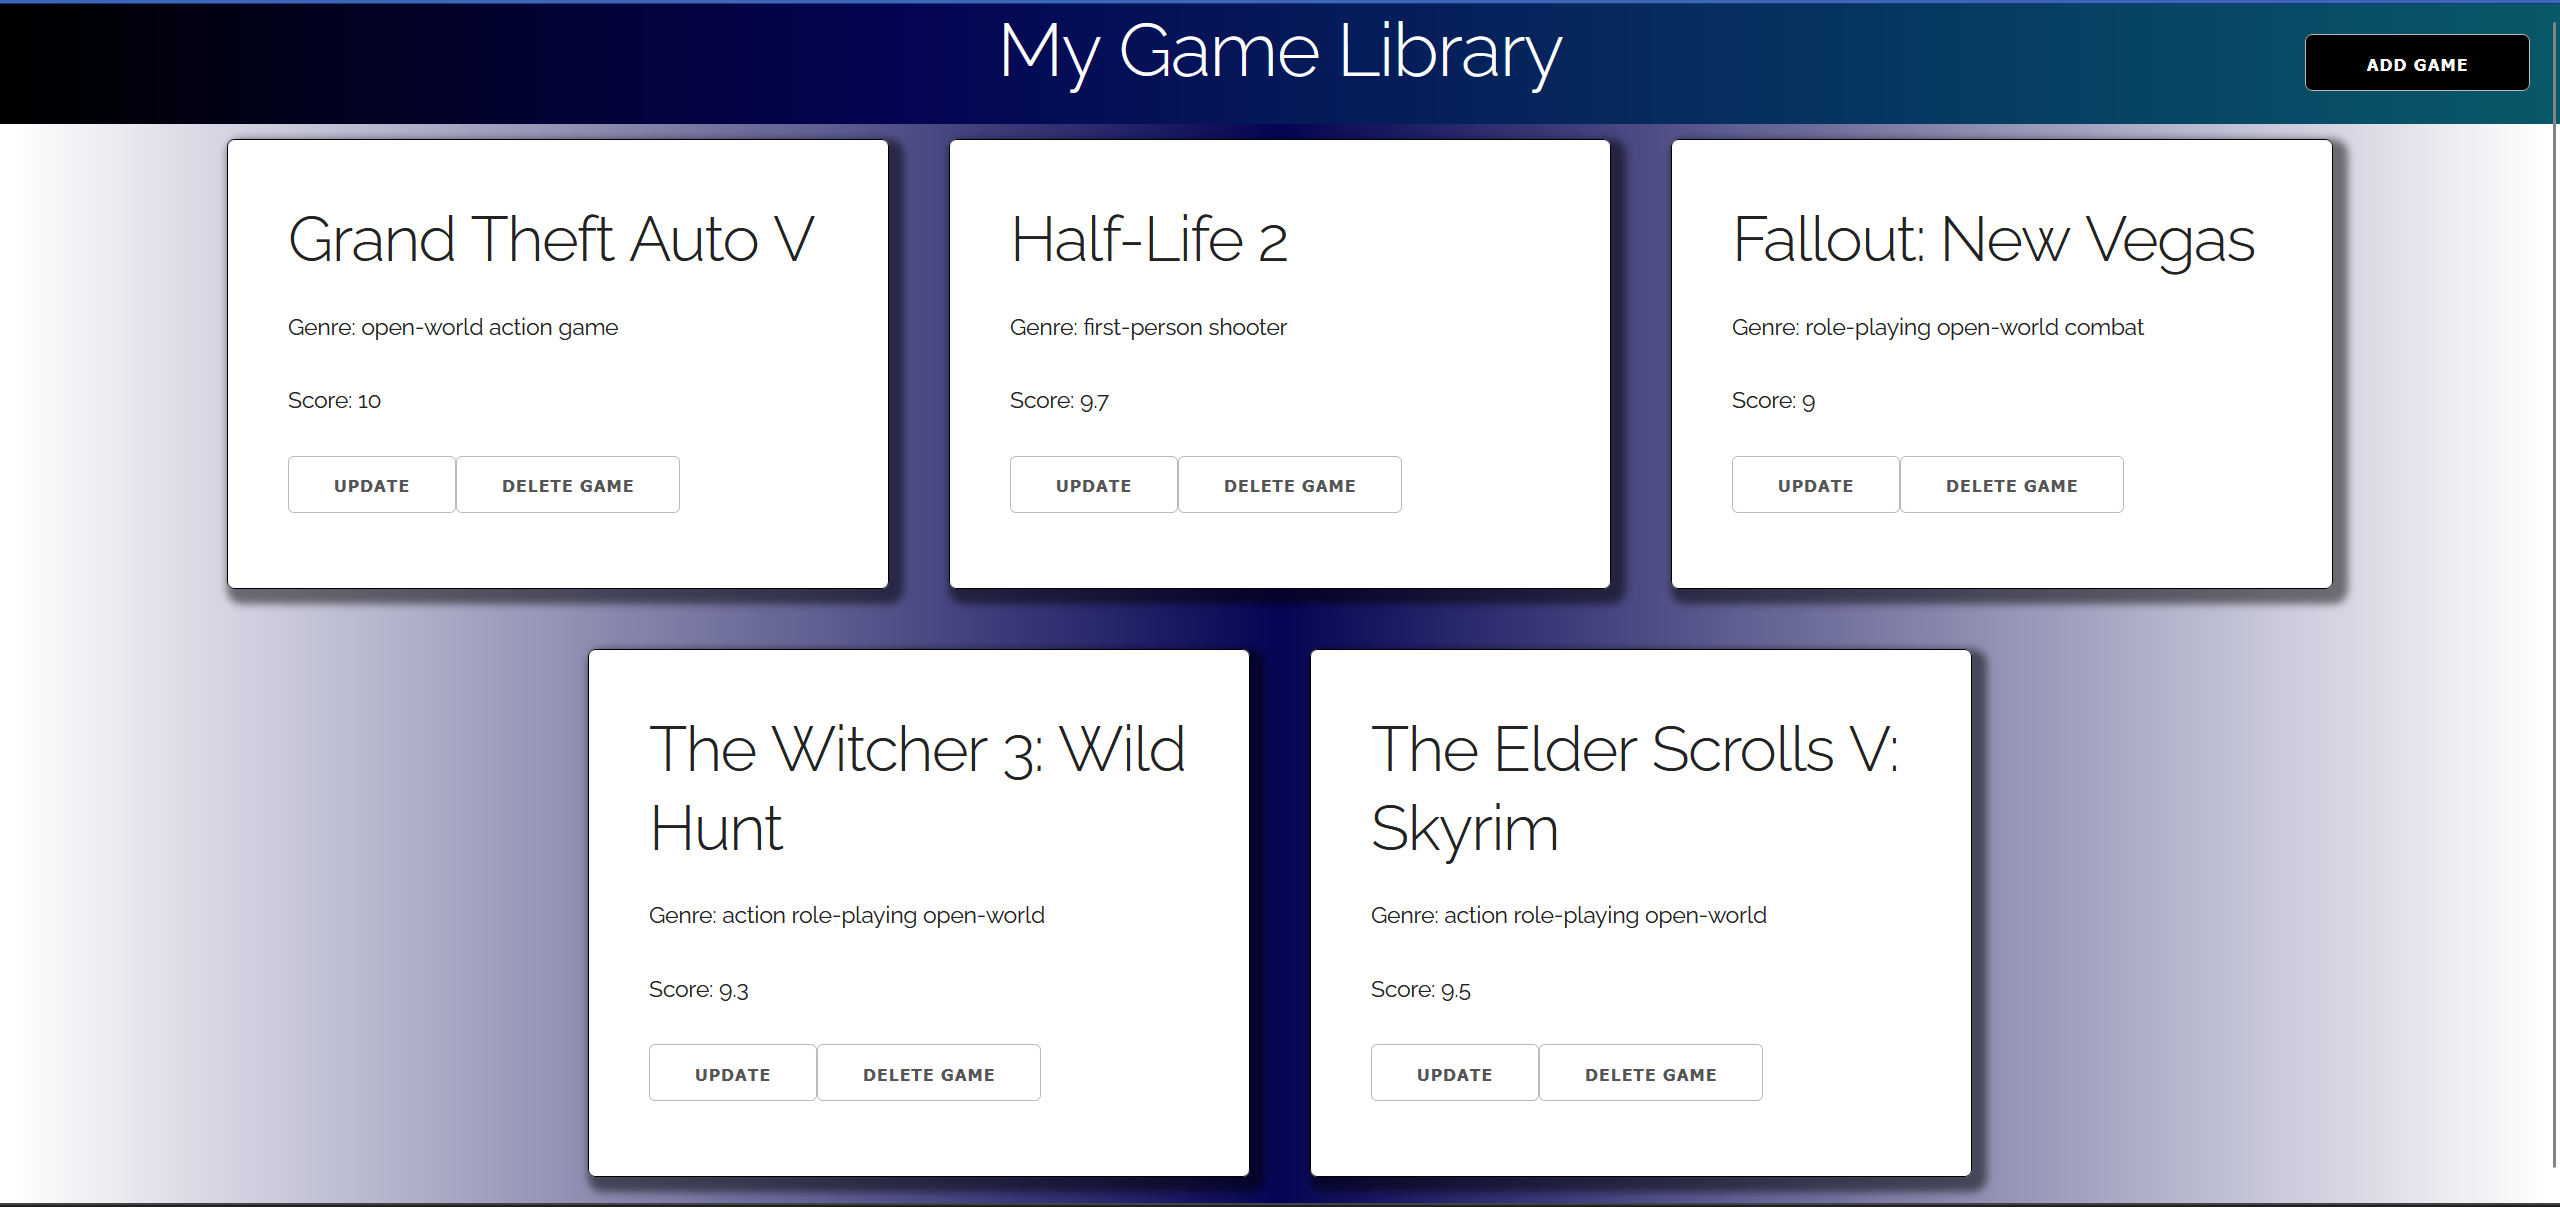 My Game Library
ADD GAME
Grand Theft Auto V
Genre: open-world action game
Score: 10
UPDATE
DELETE GAME
Half-Life 2
Genre: first-person shooter
Score: 9.7
UPDATE
DELETE GAME
Fallout: New Vegas
Genre: role-playing open-world combat
Score: 9
UPDATE
DELETE GAME
The Witcher 3: Wild
Hunt
Genre: action role-playing open-world
Score: 9.3
UPDATE
DELETE GAME
The Elder Scrolls V:
Skyrim
Genre: action role-playing open-world
Score: 9.5
UPDATE
DELETE GAME